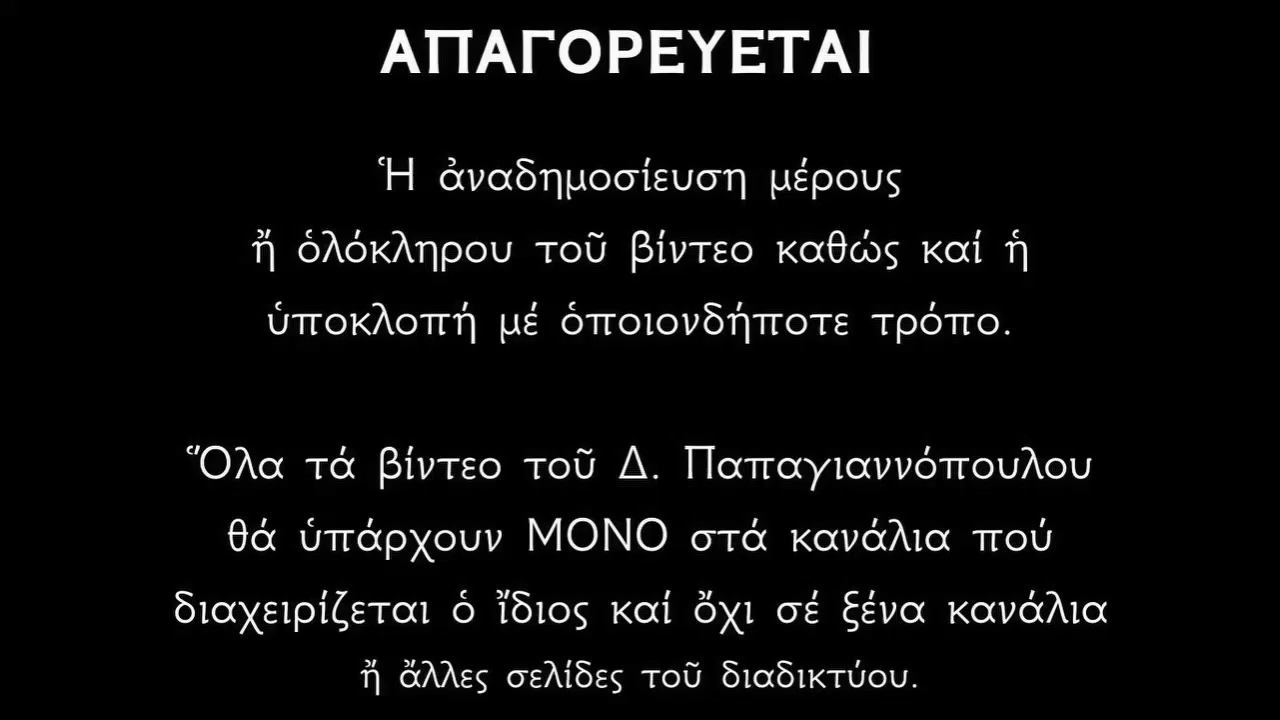 ΑΠΑΓΟΡΕΥΕΤΑΙ
Ἡ ἀναδημοσίευση μέρους
ἤ ὁλόκληρου τοῦ βίντεο καθώς καί ἡ
ὑποκλοπή μέ ὁποιονδήποτε τρόπο.
Ὅλα τά βίντεο τοῦ Δ. Παπαγιαννόπουλου
θά ὑπάρχουν ΜΟΝΟ στά κανάλια πού
διαχειρίζεται ὁ ἴδιος καί ὄχι σέ ξένα κανάλια
ἤ ἄλλες σελίδες τοῦ διαδικτύου.